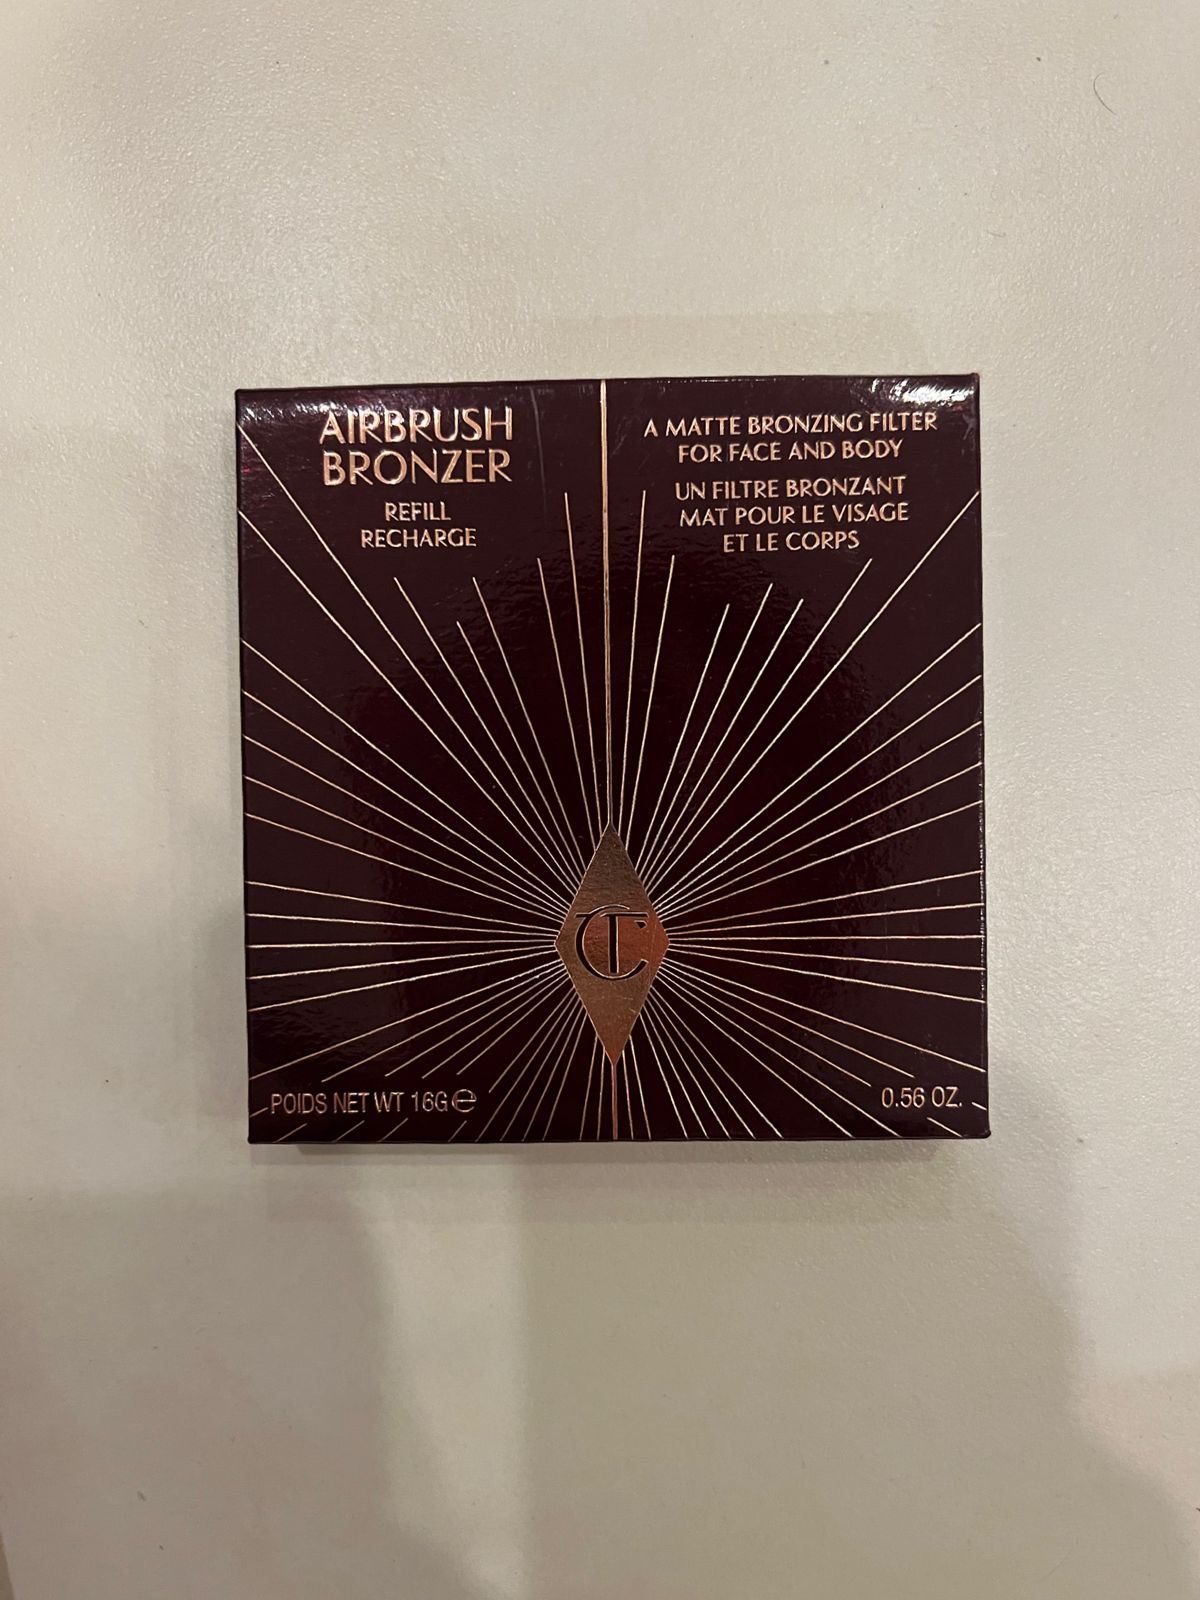 AIRBRUSH
BRONZER
REFILL
RECHARGE
A MATTE BRONZING FILTER
FOR FACE AND BODY
UN FILTRE BRONZANT
MAT POUR LE VISAGE
ET LE CORPS
CT
POIDS NET WT 16G ℮
0.56 OZ.